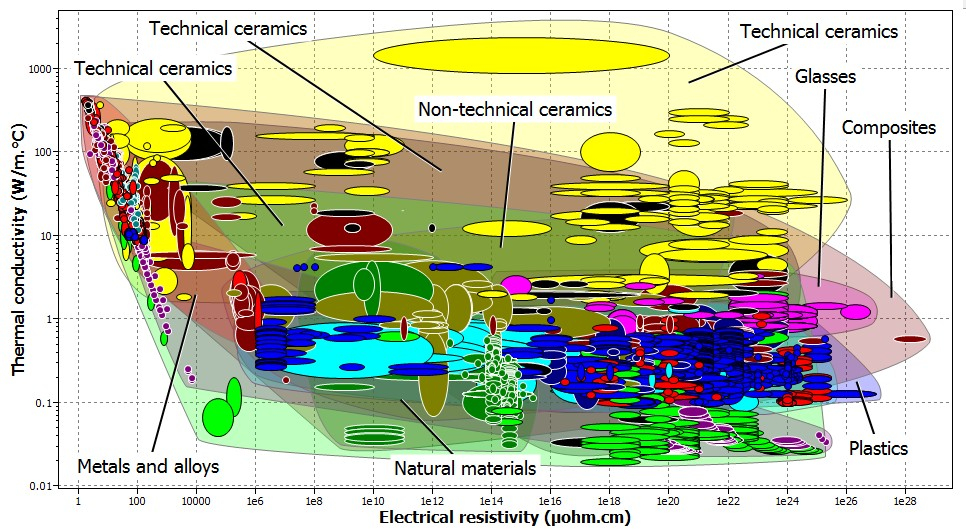 Technical ceramics
Technical ceramics
Technical ceramics
Glasses
Non-technical ceramics
Composites
Thermal conductivity (W/m.°C)
1000
100
10
1
0.1
0.01
Metals and alloys
Natural materials
Plastics
1 100 10000 1e6 1e8 1e10 1e12 1e14 1e16 1e18 1e20 1e22 1e24 1e26 1e28
Electrical resistivity (µohm.cm)